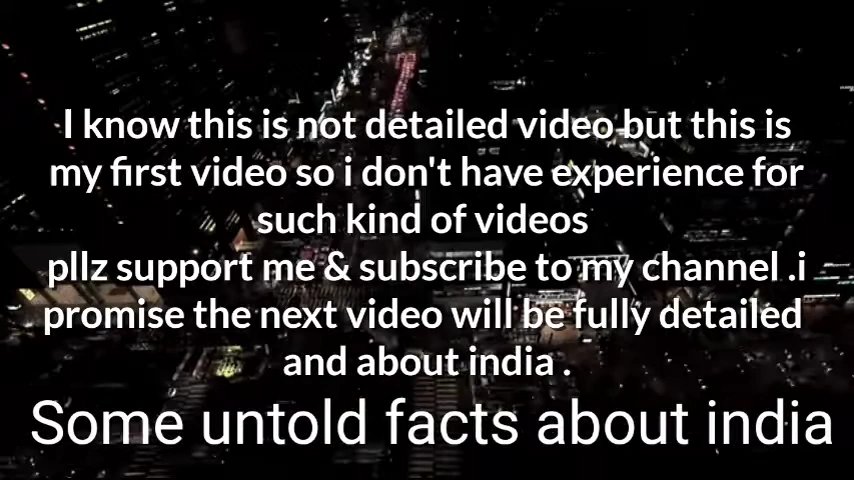 I know this is not detailed video but this is
my first video so i don't have experience for
such kind of videos
pllz support me & subscribe to my channel .i
promise the next video will be fully detailed
and about india .
Some untold facts about india